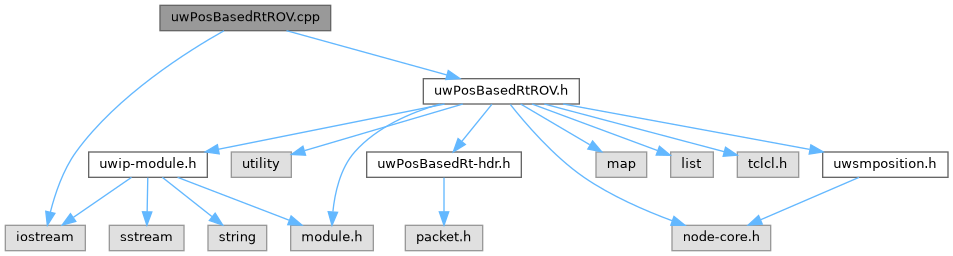 uwPosBasedRtROV.cpp
uwPosBasedRtROV.h
uwip-module.h
utility
uwPosBasedRt-hdr.h
map
list
tclcl.h
uwsmposition.h
iostream
sstream
string
module.h
packet.h
node-core.h